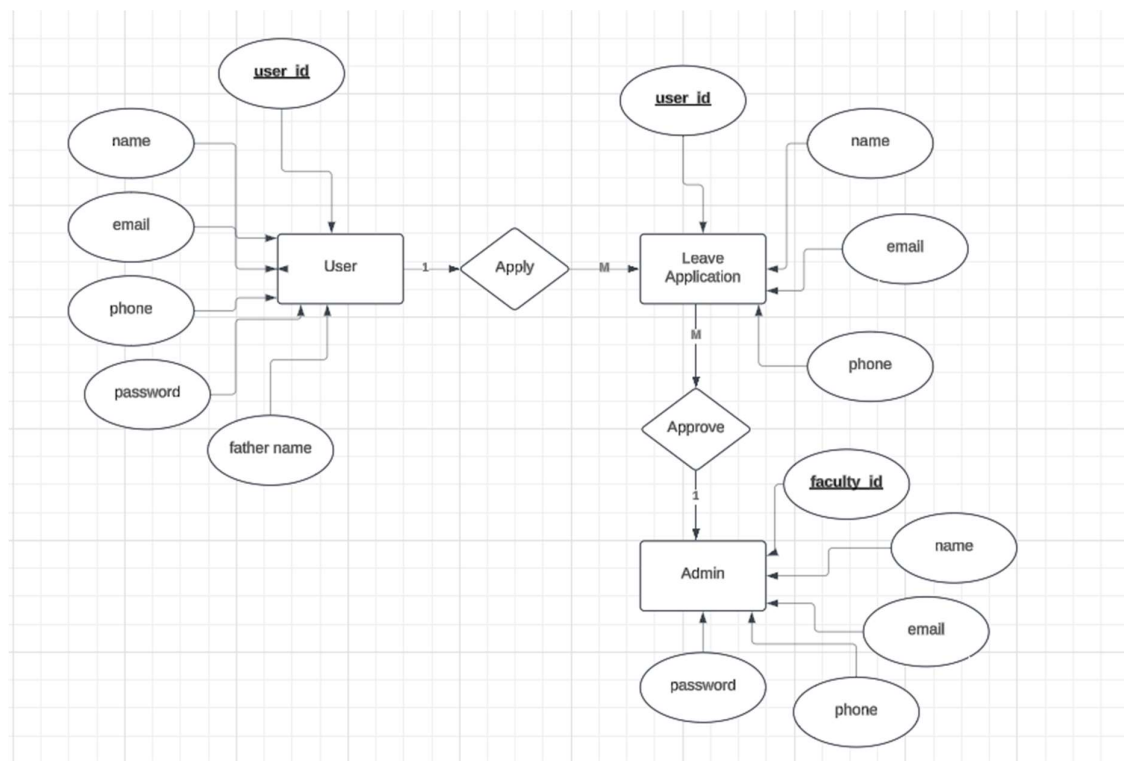 user_id
user_id
name
name
email
email
User
1
Apply
M
Leave
Application
phone
M
password
phone
father name
Approve
faculty_id
1
name
Admin
email
password
phone